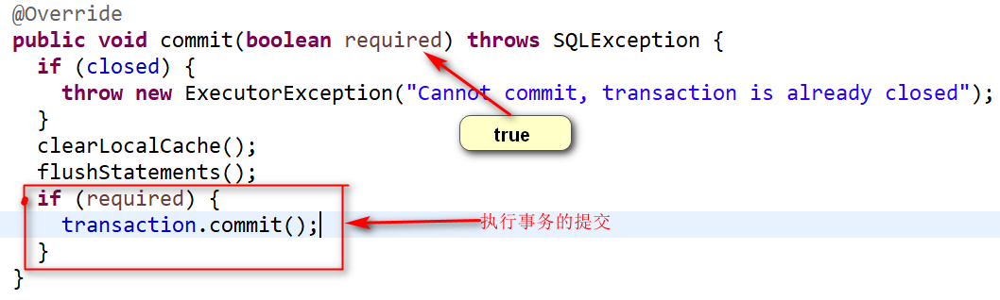 @Override
public void commit(boolean required) throws SQLException {
if (closed) {
throw new ExecutorException("Cannot commit, transaction is already closed");
}
true
clearLocalCache();
flushStatements();
if (required) {
transaction.commit();
执行事务的提交
}
}